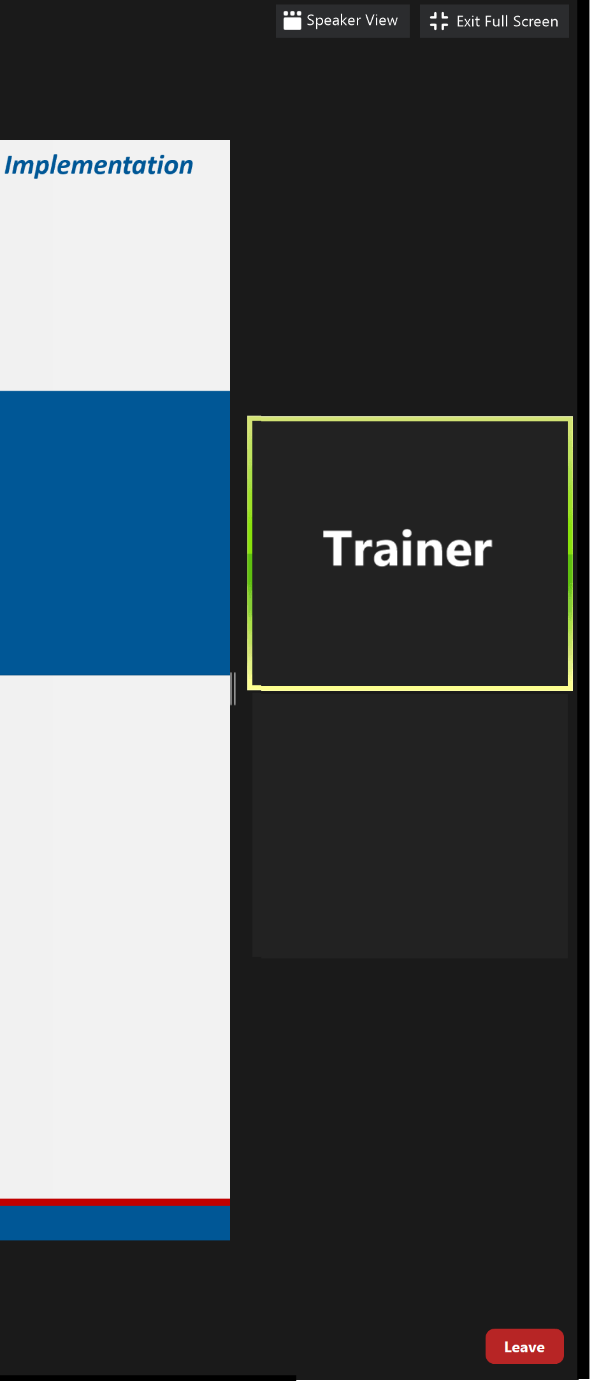 Speaker View
Exit Full Screen
Implementation
Trainer
Leave